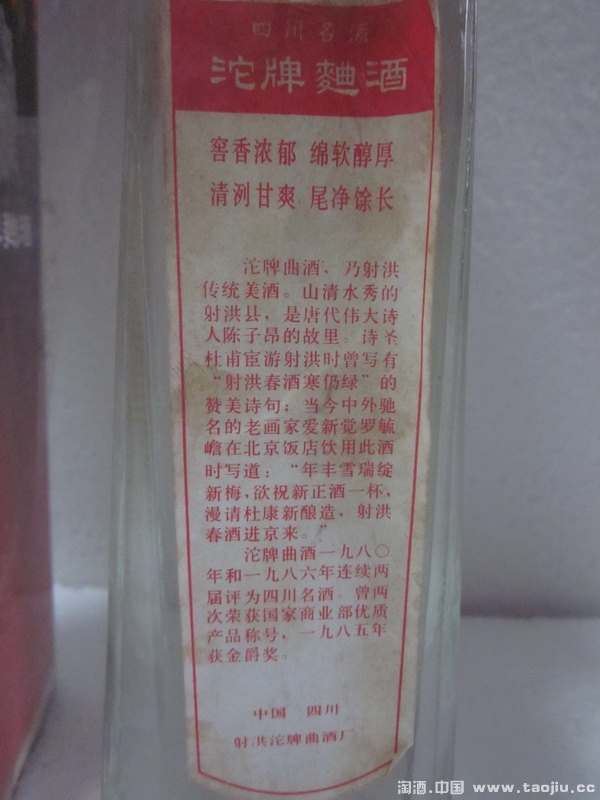 四川名酒
沱牌麯酒
窖香浓郁 绵软醇厚
清洌甘爽 尾净馀长
沱牌曲酒，乃射洪
传统美酒。山清水秀的
射洪县，是唐代伟大诗
人陈子昂的故里。诗圣
杜甫宦游射洪时曾写有
“射洪春酒寒仍绿”的
赞美诗句；当今中外驰
名的老画家爱新觉罗毓
嶦在北京饭店饮用此酒
时写道：“年丰雪瑞绽
新梅，欲祝新正酒一杯，
漫请杜康新酿造，射洪
春酒进京来。”
沱牌曲酒一九八〇
年和一九八六年连续两
届评为四川名酒。曾两
次荣获国家商业部优质
产品称号，一九八五年
获金爵奖。
中国 四川
射洪沱牌曲酒厂
淘酒.中国 www.taojiu.cc